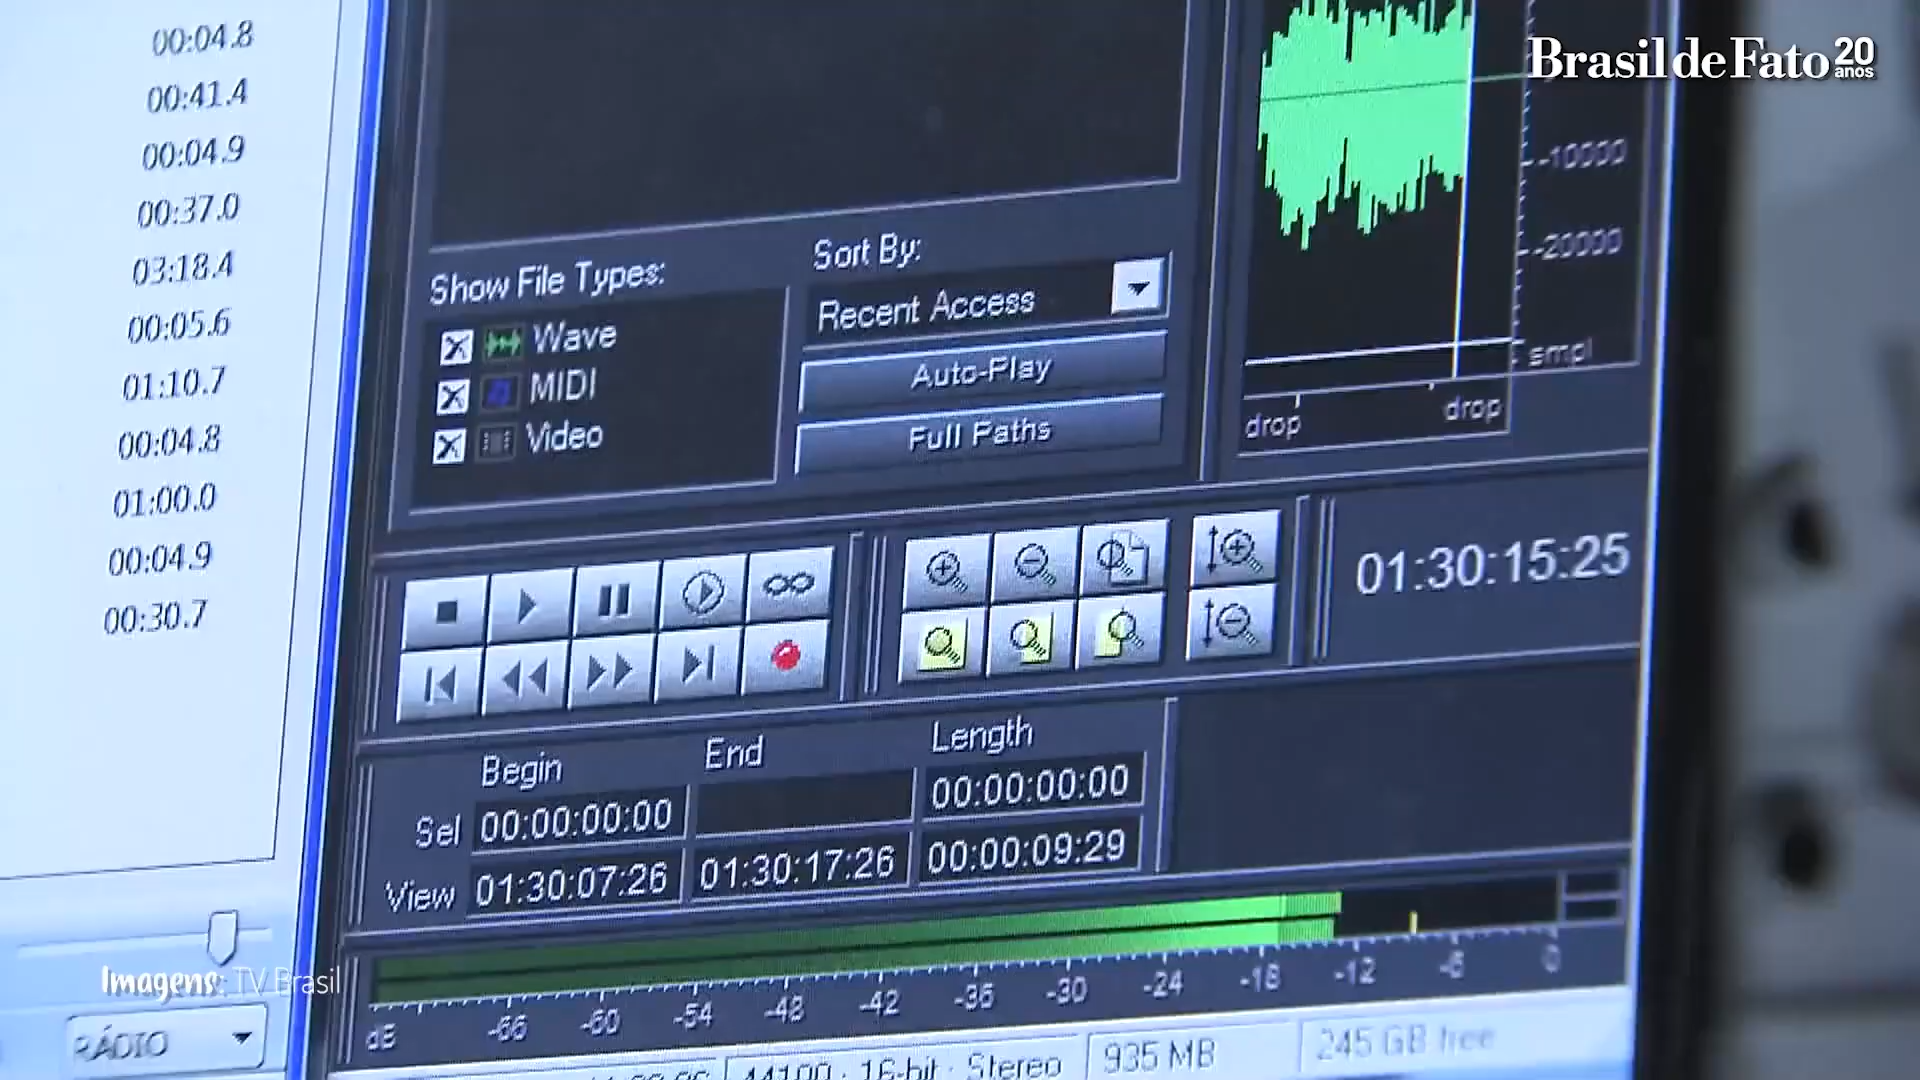 00:04.8
00:41.4
00:04.9
00:37.0
03:18.4
00:05.6
01:10.7
00:04.8
01:00.0
00:04.9
00:30.7
Brasil de Fato 20 anos
-10000
-20000
smpl
drop drop
Show File Types:
Wave
MIDI
Video
Sort By:
Recent Access
Auto-Play
Full Paths
01:30:15:25
Begin End Length
Sel 00:00:00:00 00:00:00:00
View 01:30:07:26 01:30:17:26 00:00:09:29
dB -66 -60 -54 -48 -42 -36 -30 -24 -18 -12 -6 0
44100 · 16-bit · Stereo 935 MB 245 GB free
Imagens: TV Brasil
RÁDIO